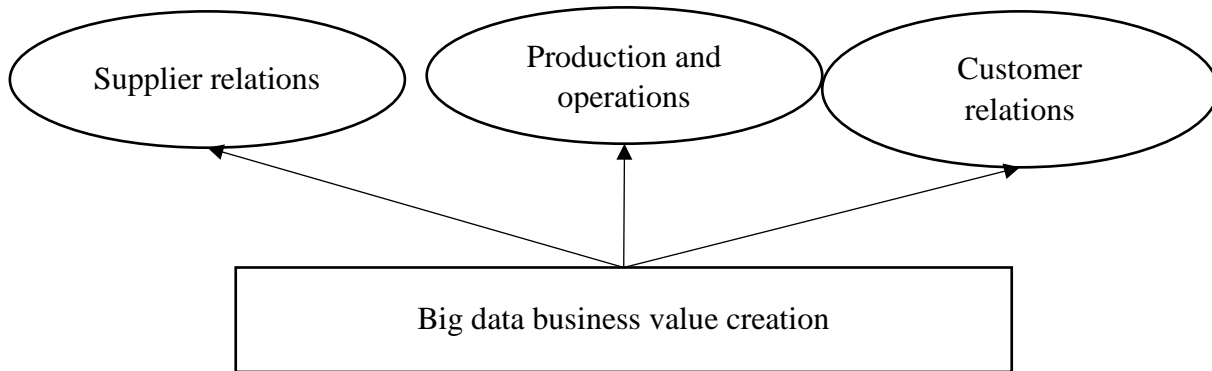 Supplier relations
Production and
operations
Customer
relations
Big data business value creation